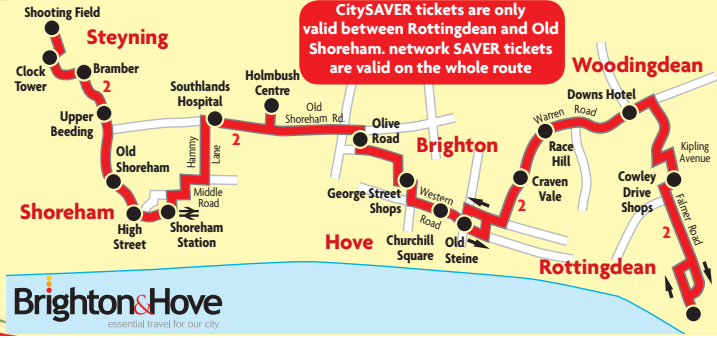 CitySAVER tickets are only
valid between Rottingdean and Old
Shoreham. network SAVER tickets
are valid on the whole route
Shooting Field
Steyning
Clock
Tower
Bramber
2
Upper
Beeding
Old
Shoreham
Shoreham
High
Street
Shoreham
Station
Middle
Road
Hammy
Lane
Southlands
Hospital
2
Holmbush
Centre
Old
Shoreham Rd.
Olive
Road
Brighton
George Street
Shops
Western
Road
Hove
Churchill
Square
Old
Steine
2
Craven
Vale
Race
Hill
Warren
Road
Woodingdean
Downs Hotel
Kipling
Avenue
Cowley
Drive
Shops
Falmer Road
2
Rottingdean
Brighton&Hove
essential travel for our city